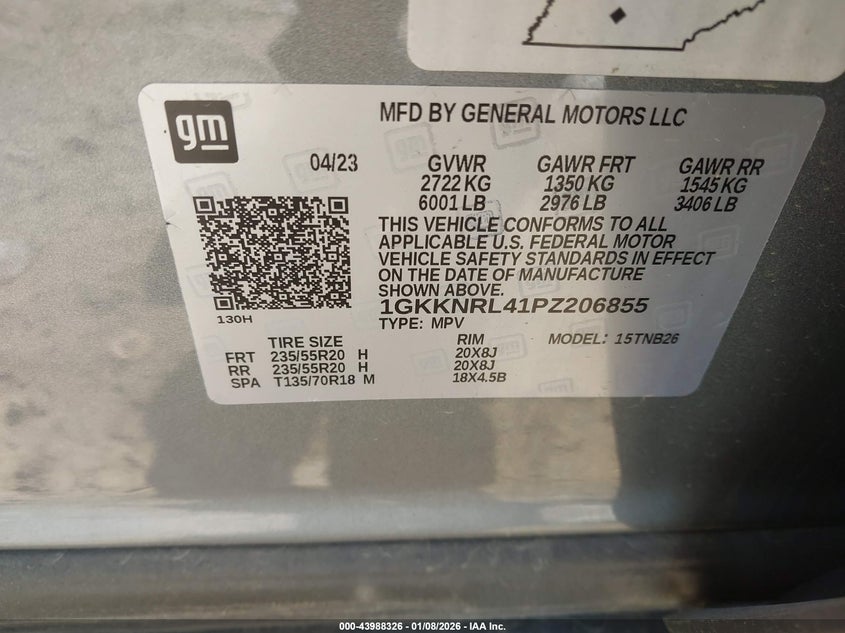 gm
MFD BY GENERAL MOTORS LLC
04/23 GVWR GAWR FRT GAWR RR
2722 KG 1350 KG 1545 KG
6001 LB 2976 LB 3406 LB
THIS VEHICLE CONFORMS TO ALL
APPLICABLE U.S. FEDERAL MOTOR
VEHICLE SAFETY STANDARDS IN EFFECT
ON THE DATE OF MANUFACTURE
SHOWN ABOVE.
130H
1GKKNRL41PZ206855
TYPE: MPV
TIRE SIZE RIM MODEL: 15TNB26
FRT 235/55R20 H 20X8J
RR 235/55R20 H 20X8J
SPA T135/70R18 M 18X4.5B
000-43988326 - 01/08/2026 - IAA Inc.